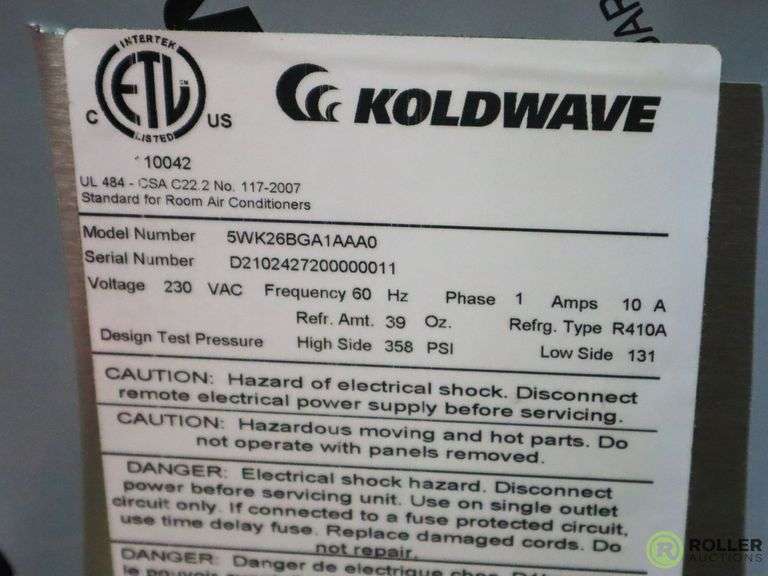 INTERTEK
ETL
C US
LISTED
KOLDWAVE
10042
UL 484 - CSA C22.2 No. 117-2007
Standard for Room Air Conditioners
Model Number 5WK26BGA1AAA0
Serial Number D2102427200000011
Voltage 230 VAC Frequency 60 Hz Phase 1 Amps 10 A
Refr. Amt. 39 Oz. Refrg. Type R410A
Design Test Pressure High Side 358 PSI Low Side 131
CAUTION: Hazard of electrical shock. Disconnect
remote electrical power supply before servicing.
CAUTION: Hazardous moving and hot parts. Do
not operate with panels removed.
DANGER: Electrical shock hazard. Disconnect
power before servicing unit. Use on single outlet
circuit only. If connected to a fuse protected circuit,
use time delay fuse. Replace damaged cords. Do
not repair.
DANGER: Danger de electrique
R ROLLER
AUCTIONS